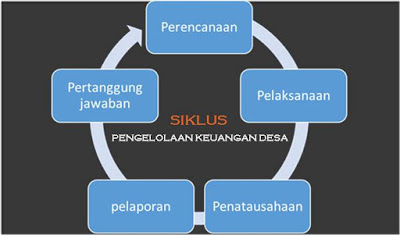 Perencanaan
Pelaksanaan
Penatausahaan
pelaporan
Pertanggung
jawaban
SIKLUS
PENGELOLAAN KEUANGAN DESA